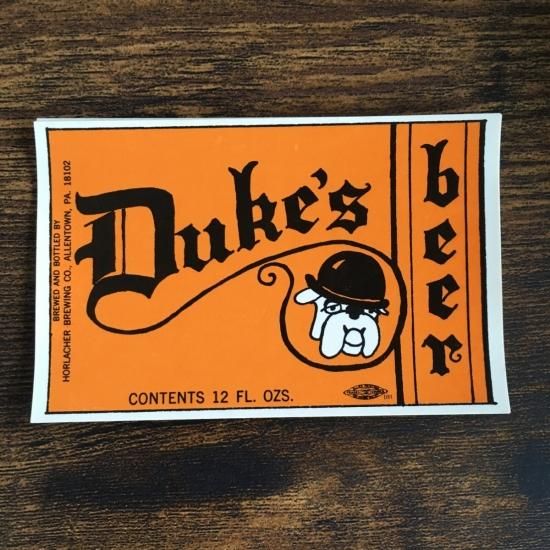 BREWED AND BOTTLED BY
HORLACHER BREWING CO., ALLENTOWN, PA. 18102
Duke's
beer
CONTENTS 12 FL. OZS.